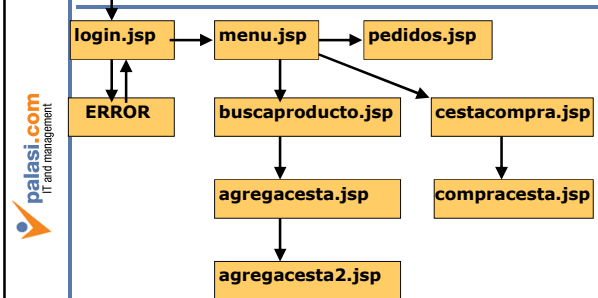 login.jsp
menu.jsp
pedidos.jsp
ERROR
buscaproducto.jsp
cestacompra.jsp
agregacesta.jsp
compracesta.jsp
agregacesta2.jsp
palasi.com
IT and management